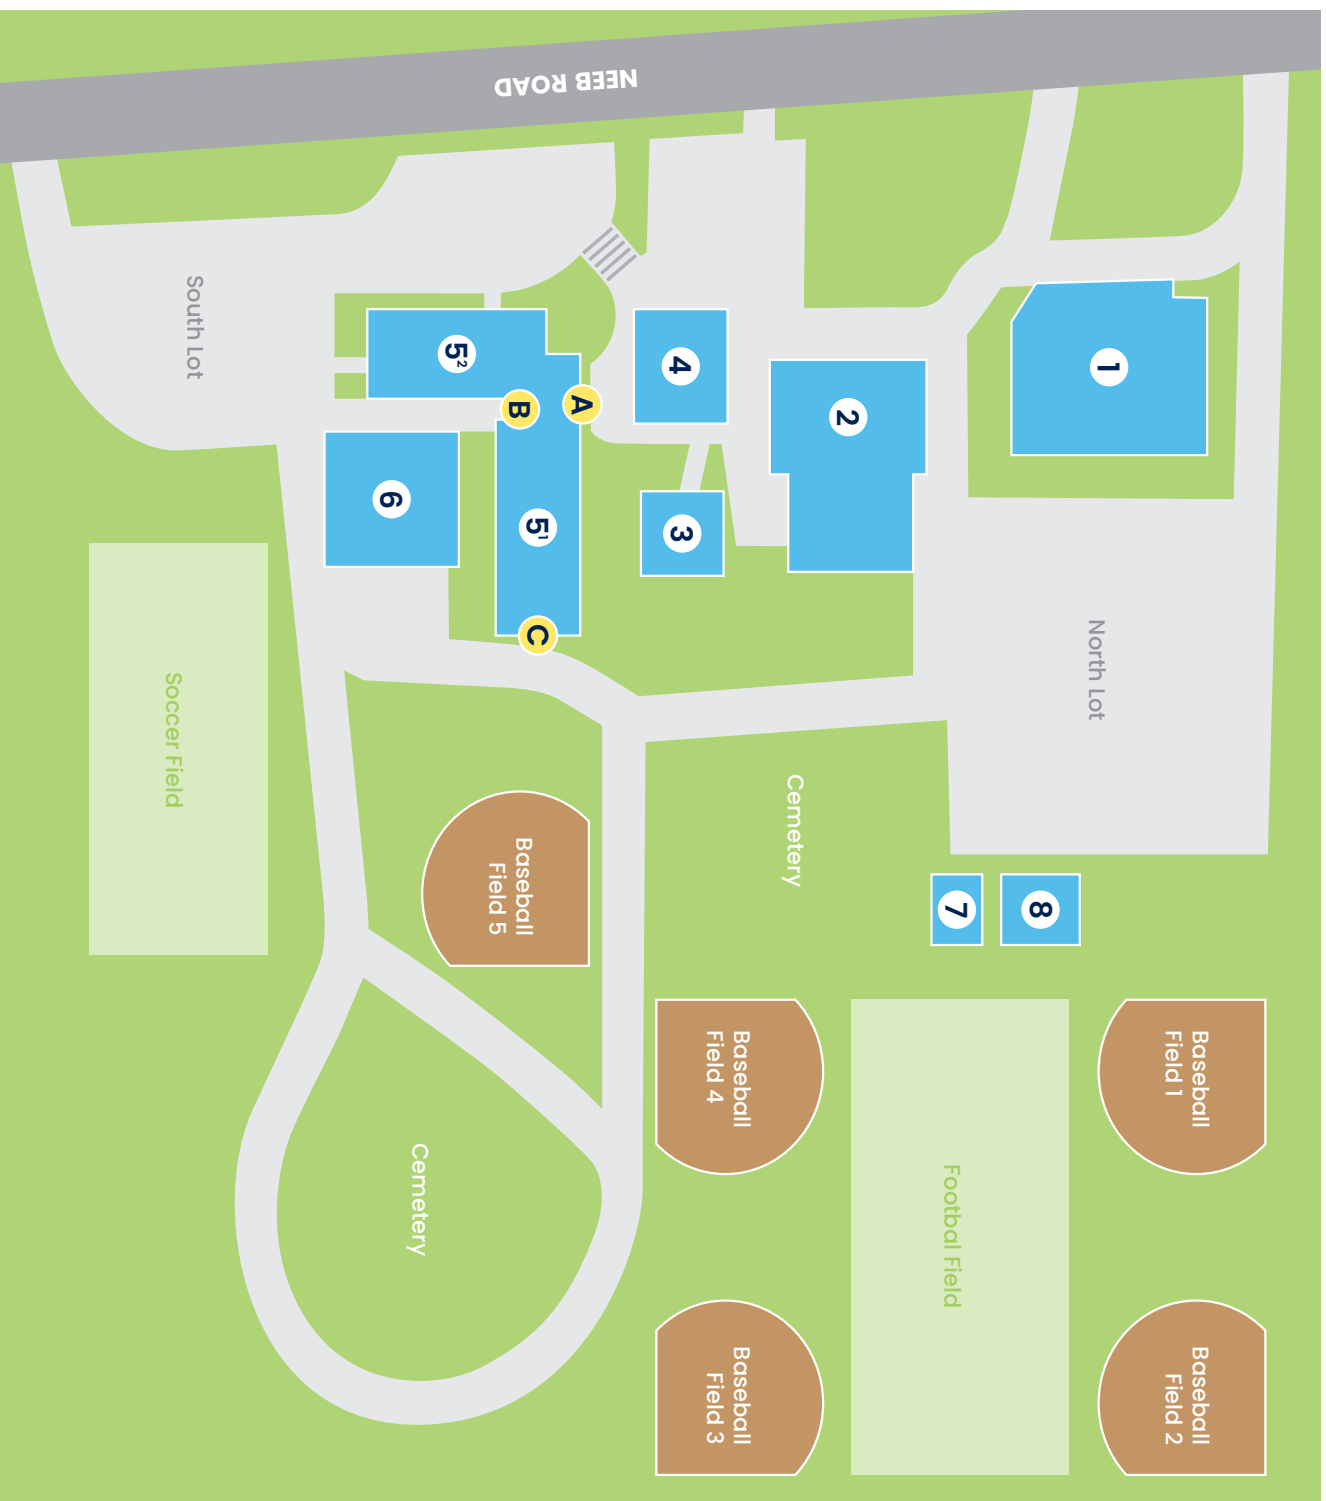 NEEB ROAD
South Lot
North Lot
1
2
3
4
5²
5¹
6
7
8
A
B
C
Soccer Field
Cemetery
Cemetery
Baseball
Field 5
Baseball
Field 4
Baseball
Field 1
Footbal Field
Baseball
Field 3
Baseball
Field 2